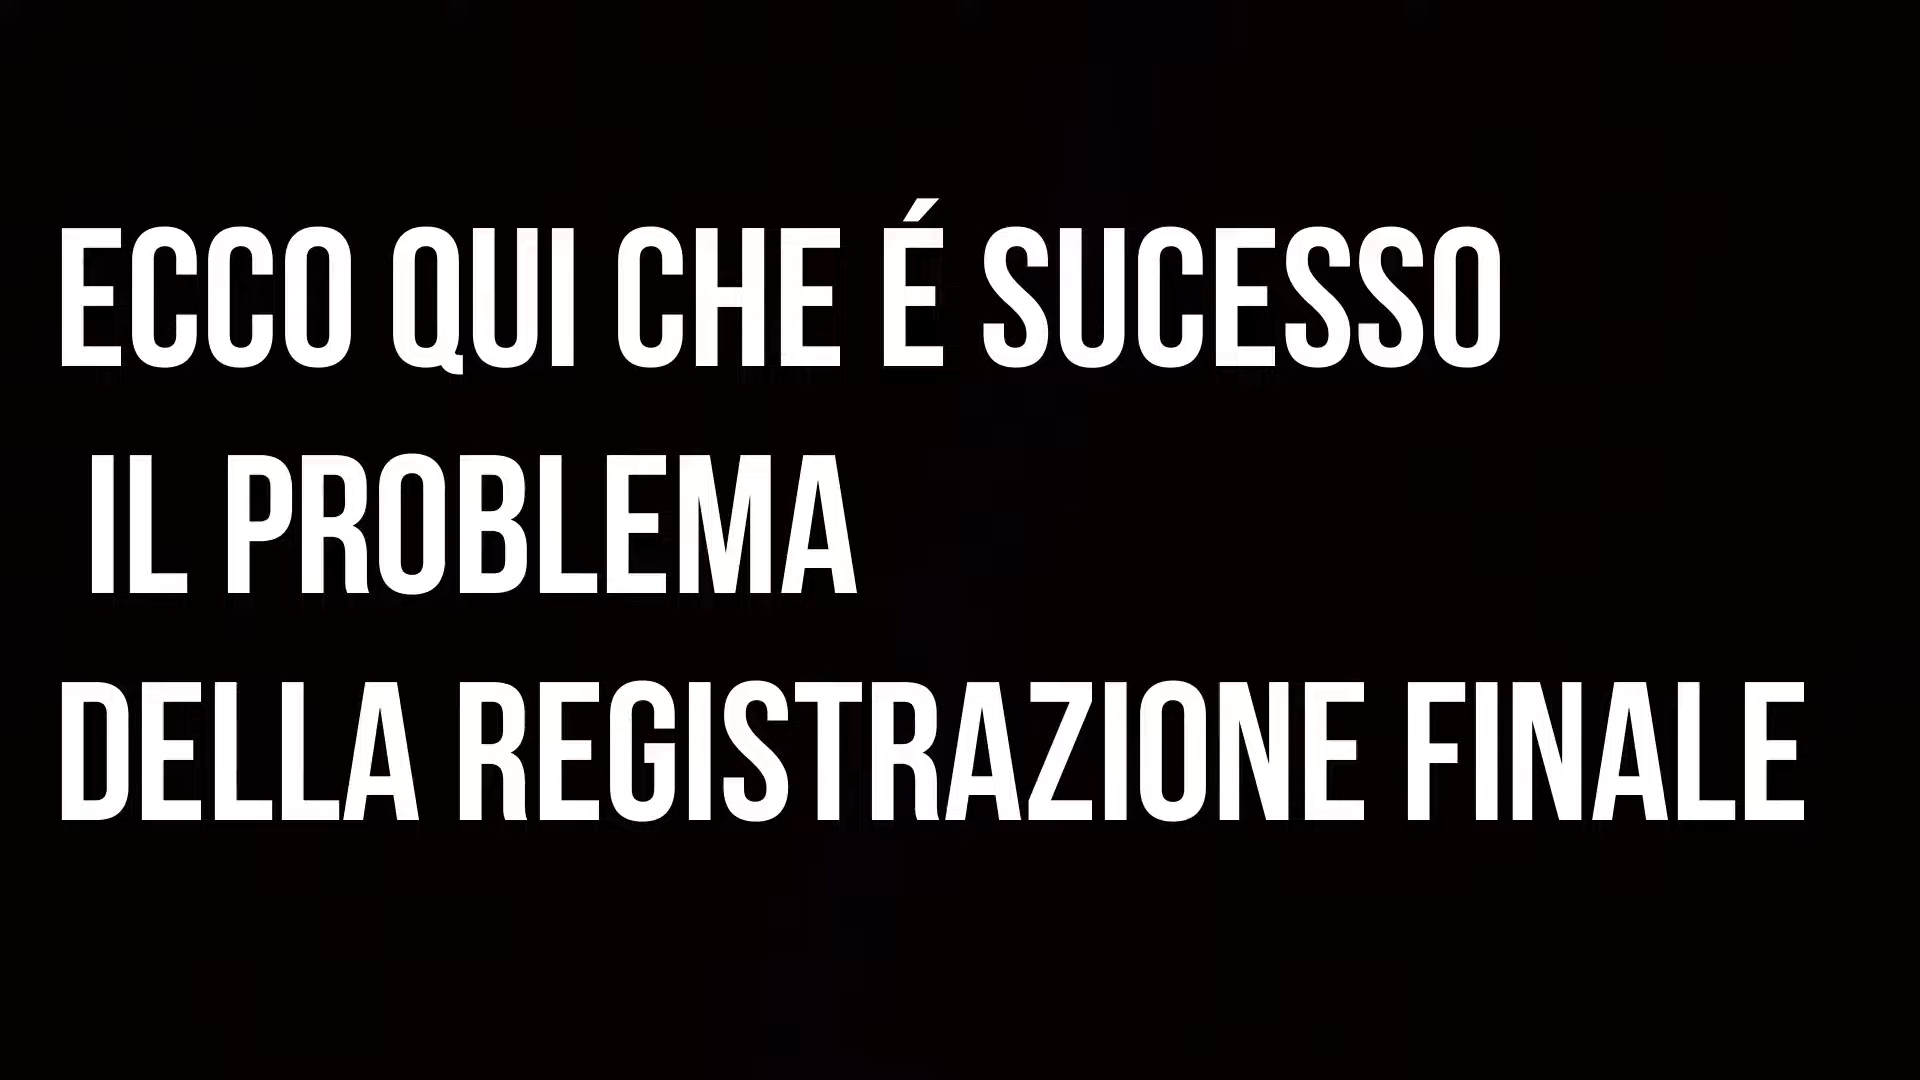 ECCO QUI CHE É SUCESSO
IL PROBLEMA
DELLA REGISTRAZIONE FINALE